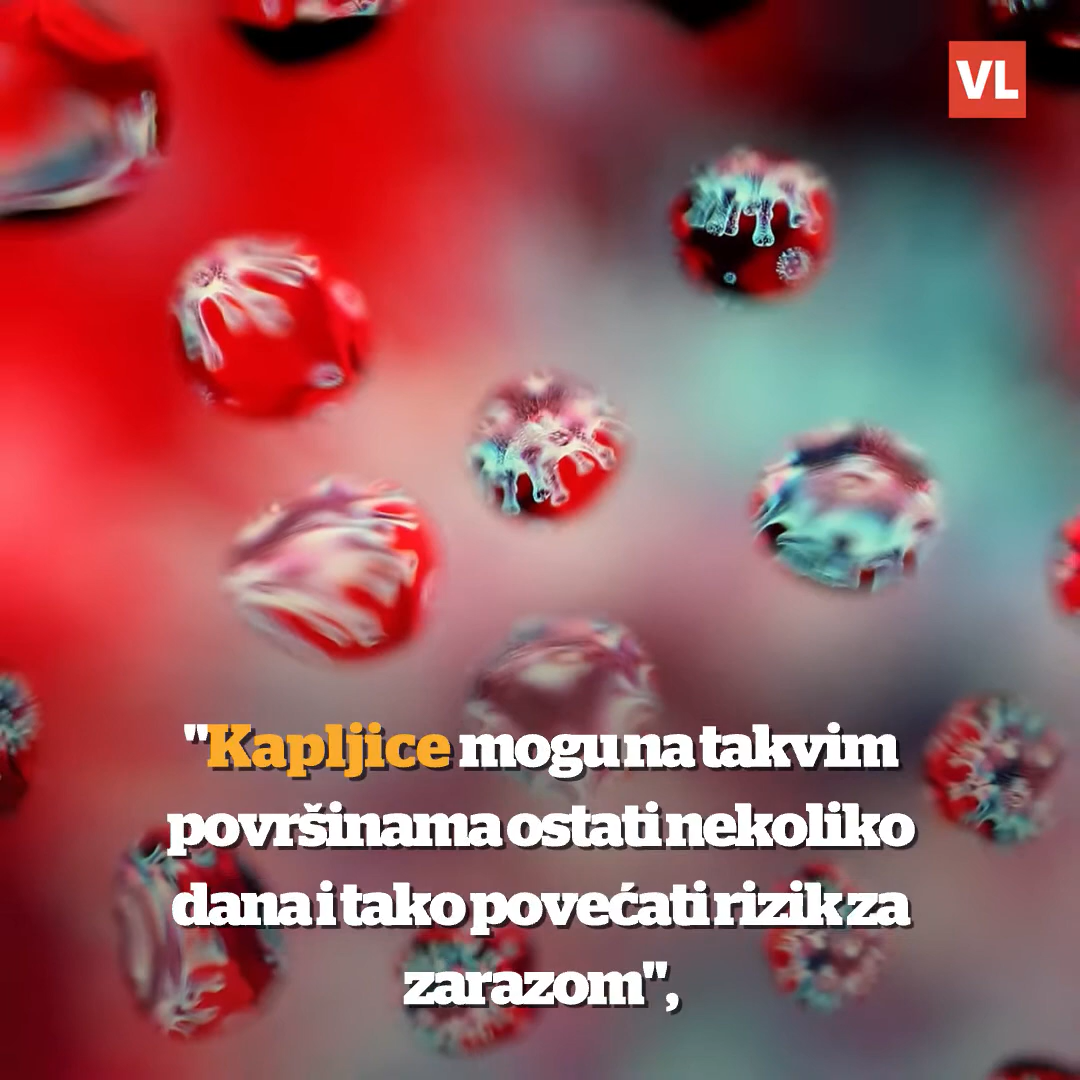 VL
"Kapljice mogu na takvim
površinama ostati nekoliko
dana i tako povećati rizik za
zarazom",